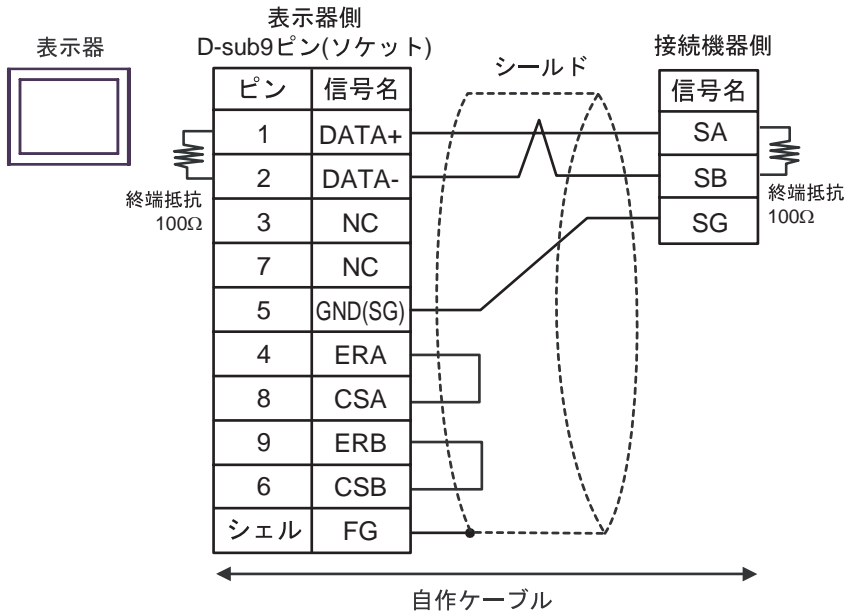 表示器
表示器側
D-sub9ピン(ソケット)
シールド
接続機器側
ピン 信号名
1 DATA+
2 DATA-
3 NC
7 NC
5 GND(SG)
4 ERA
8 CSA
9 ERB
6 CSB
シェル FG
終端抵抗
100Ω
信号名
SA
SB
SG
終端抵抗
100Ω
自作ケーブル